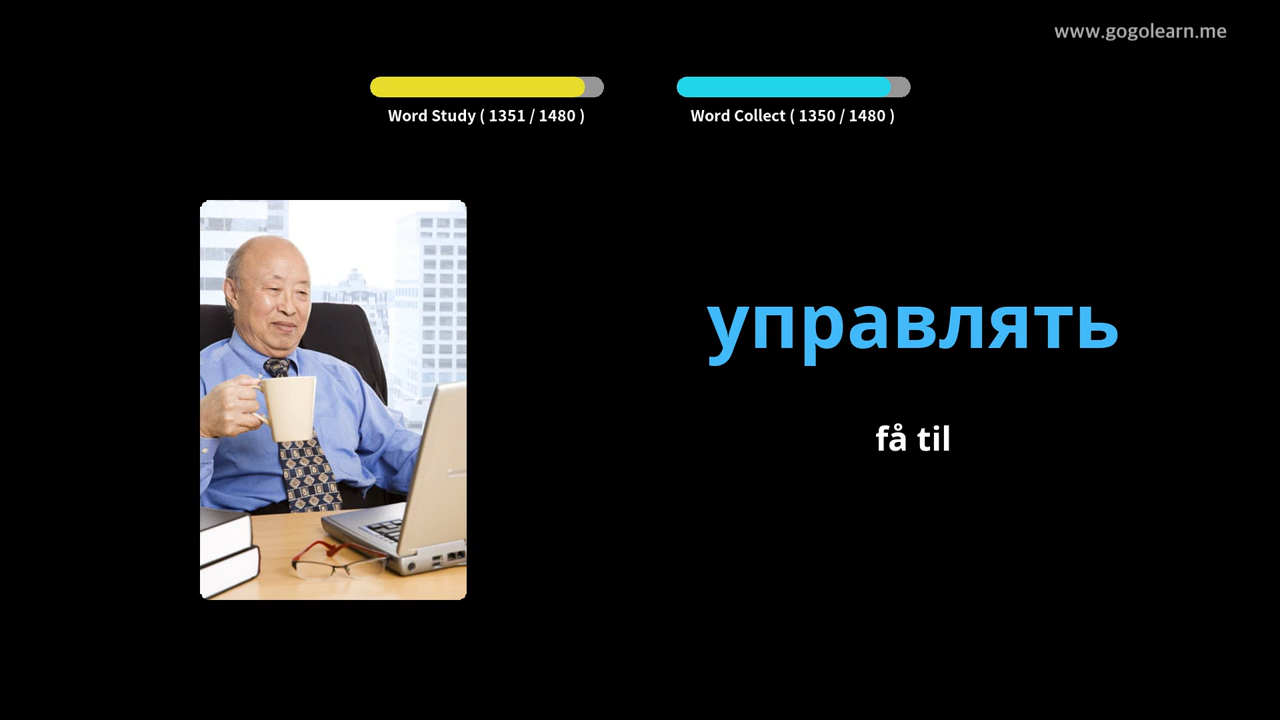 www.gogolearn.me
Word Study ( 1351 / 1480 )
Word Collect ( 1350 / 1480 )
управлять
få til